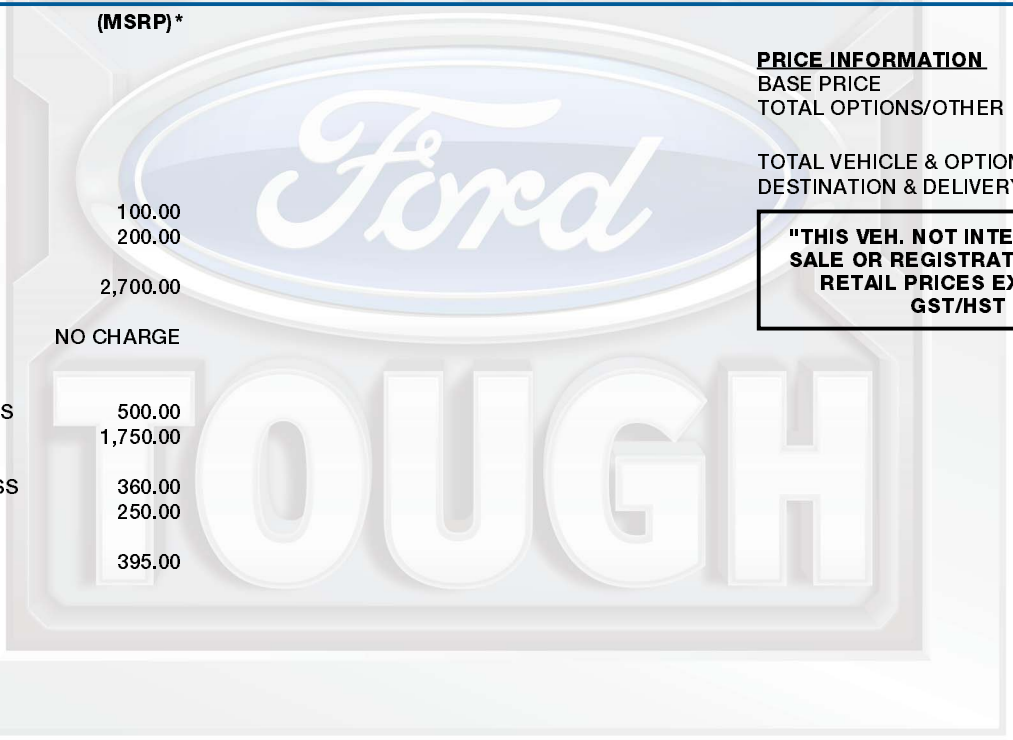 (MSRP)*
100.00
200.00
2,700.00
NO CHARGE
S 500.00
1,750.00
SS 360.00
250.00
395.00
PRICE INFORMATION
BASE PRICE
TOTAL OPTIONS/OTHER
TOTAL VEHICLE & OPTION
DESTINATION & DELIVERY
"THIS VEH. NOT INTE
SALE OR REGISTRAT
RETAIL PRICES EX
GST/HST
Ford
TOUGH